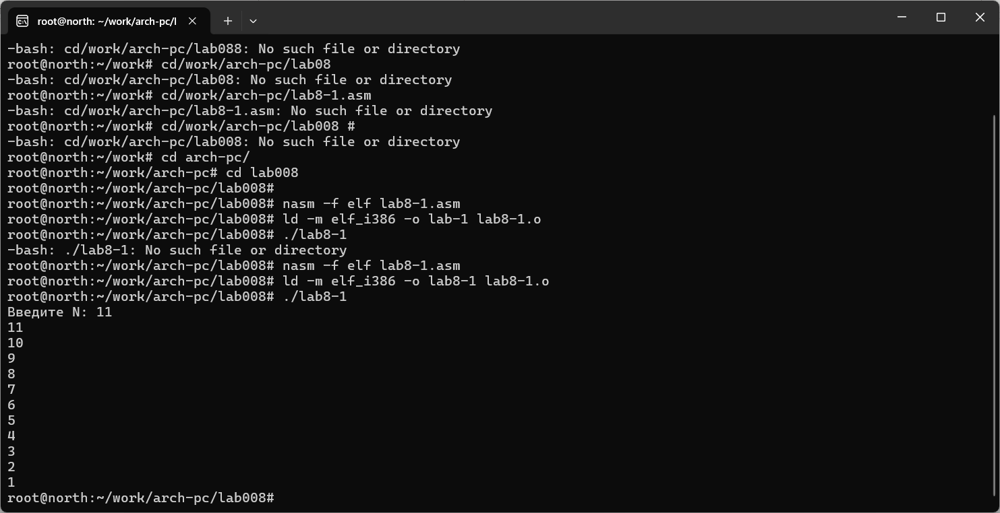 root@north: ~/work/arch-pc/l
-bash: cd/work/arch-pc/lab088: No such file or directory
root@north:~/work# cd/work/arch-pc/lab08
-bash: cd/work/arch-pc/lab08: No such file or directory
root@north:~/work# cd/work/arch-pc/lab8-1.asm
-bash: cd/work/arch-pc/lab8-1.asm: No such file or directory
root@north:~/work# cd/work/arch-pc/lab008 #
-bash: cd/work/arch-pc/lab008: No such file or directory
root@north:~/work# cd arch-pc/
root@north:~/work/arch-pc# cd lab008
root@north:~/work/arch-pc/lab008#
root@north:~/work/arch-pc/lab008# nasm -f elf lab8-1.asm
root@north:~/work/arch-pc/lab008# ld -m elf_i386 -o lab-1 lab8-1.o
root@north:~/work/arch-pc/lab008# ./lab8-1
-bash: ./lab8-1: No such file or directory
root@north:~/work/arch-pc/lab008# nasm -f elf lab8-1.asm
root@north:~/work/arch-pc/lab008# ld -m elf_i386 -o lab8-1 lab8-1.o
root@north:~/work/arch-pc/lab008# ./lab8-1
Введите N: 11
11
10
9
8
7
6
5
4
3
2
1
root@north:~/work/arch-pc/lab008#